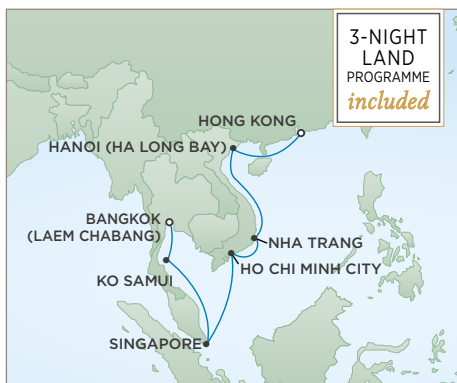 3-NIGHT
LAND
PROGRAMME
included
HONG KONG
HANOI (HA LONG BAY)
BANGKOK
(LAEM CHABANG)
NHA TRANG
HO CHI MINH CITY
KO SAMUI
SINGAPORE